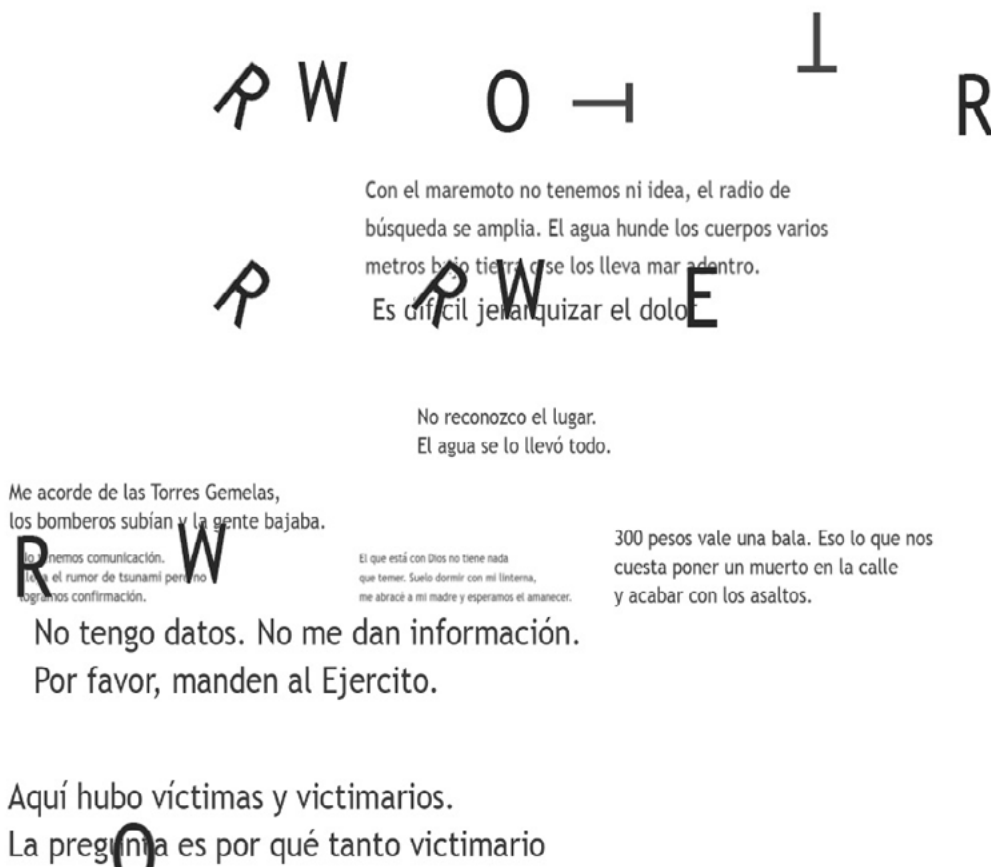 R W O T T R
Con el maremoto no tenemos ni idea, el radio de
búsqueda se amplia. El agua hunde los cuerpos varios
metros bajo tierra o se los lleva mar adentro.
R R W E
Es difícil jerarquizar el dolor
No reconozco el lugar.
El agua se lo llevó todo.
Me acorde de las Torres Gemelas,
los bomberos subían y la gente bajaba.
R W
No tenemos comunicación.
el rumor de tsunami pero no
logramos confirmación.
El que está con Dios no tiene nada
que temer. Suelo dormir con mi linterna,
me abracé a mi madre y esperamos el amanecer.
300 pesos vale una bala. Eso lo que nos
cuesta poner un muerto en la calle
y acabar con los asaltos.
No tengo datos. No me dan información.
Por favor, manden al Ejercito.
Aquí hubo víctimas y victimarios.
La pregunta es por qué tanto victimario
O